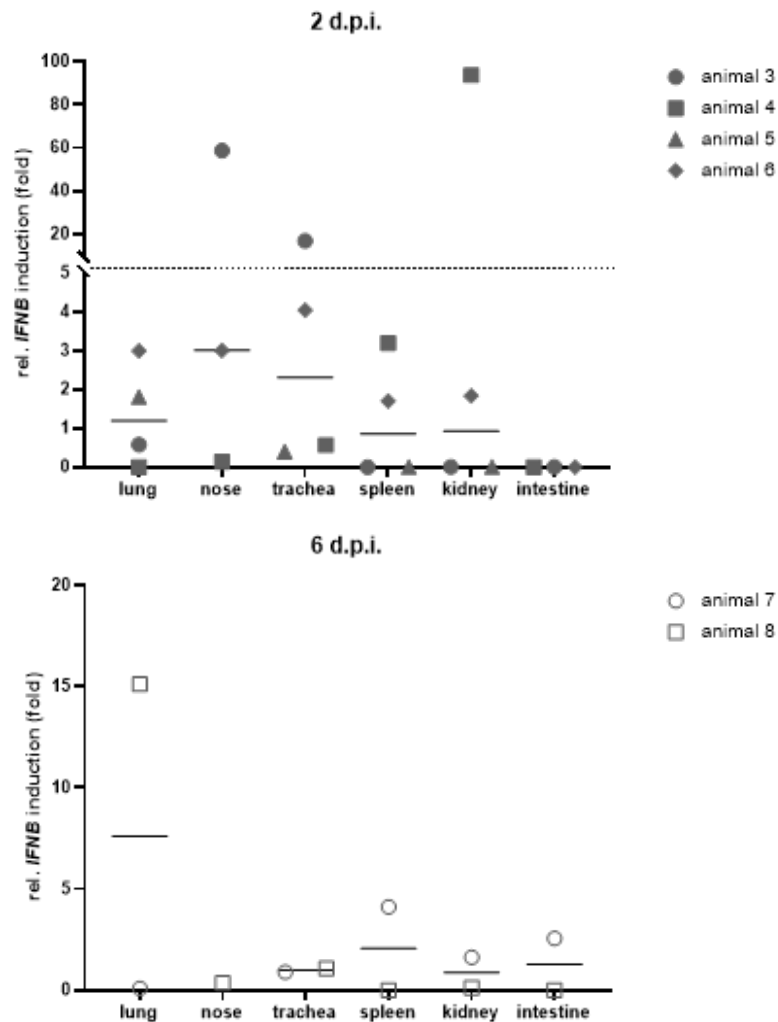 2 d.p.i.
rel. IFNB induction (fold)
100
80
60
40
20
5
4
3
2
1
0
lung nose trachea spleen kidney intestine
animal 3
animal 4
animal 5
animal 6
6 d.p.i.
rel. IFNB induction (fold)
20
15
10
5
0
lung nose trachea spleen kidney intestine
animal 7
animal 8